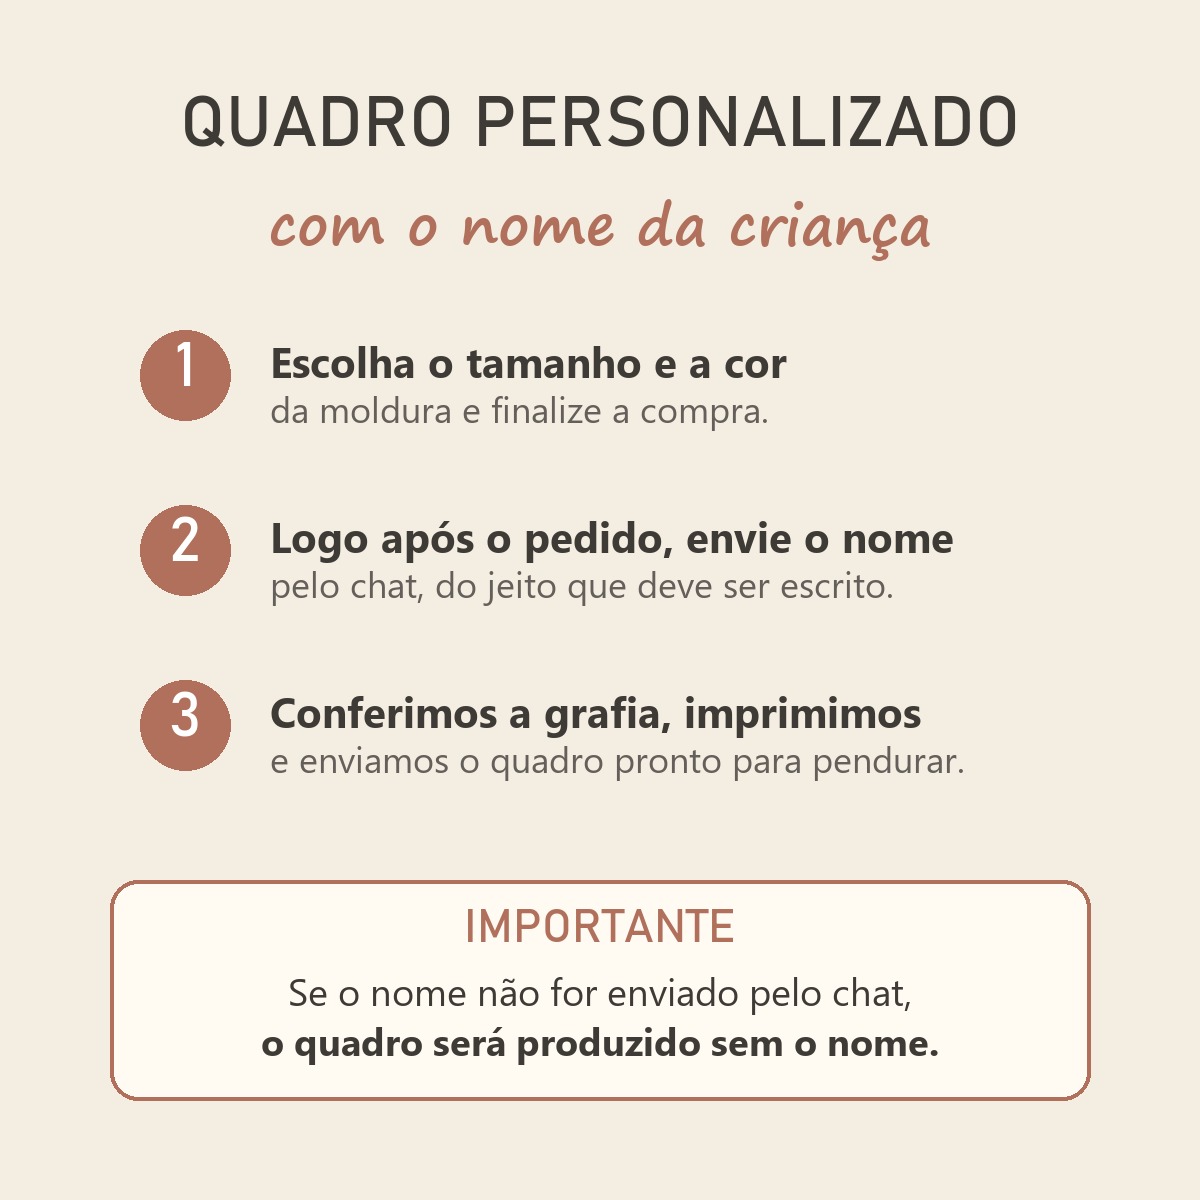 QUADRO PERSONALIZADO
com o nome da criança
1
Escolha o tamanho e a cor
da moldura e finalize a compra.
2
Logo após o pedido, envie o nome
pelo chat, do jeito que deve ser escrito.
3
Conferimos a grafia, imprimimos
e enviamos o quadro pronto para pendurar.
IMPORTANTE
Se o nome não for enviado pelo chat,
o quadro será produzido sem o nome.